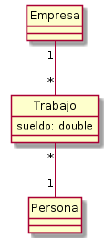 Empresa
1
*
Trabajo
sueldo: double
*
1
Persona